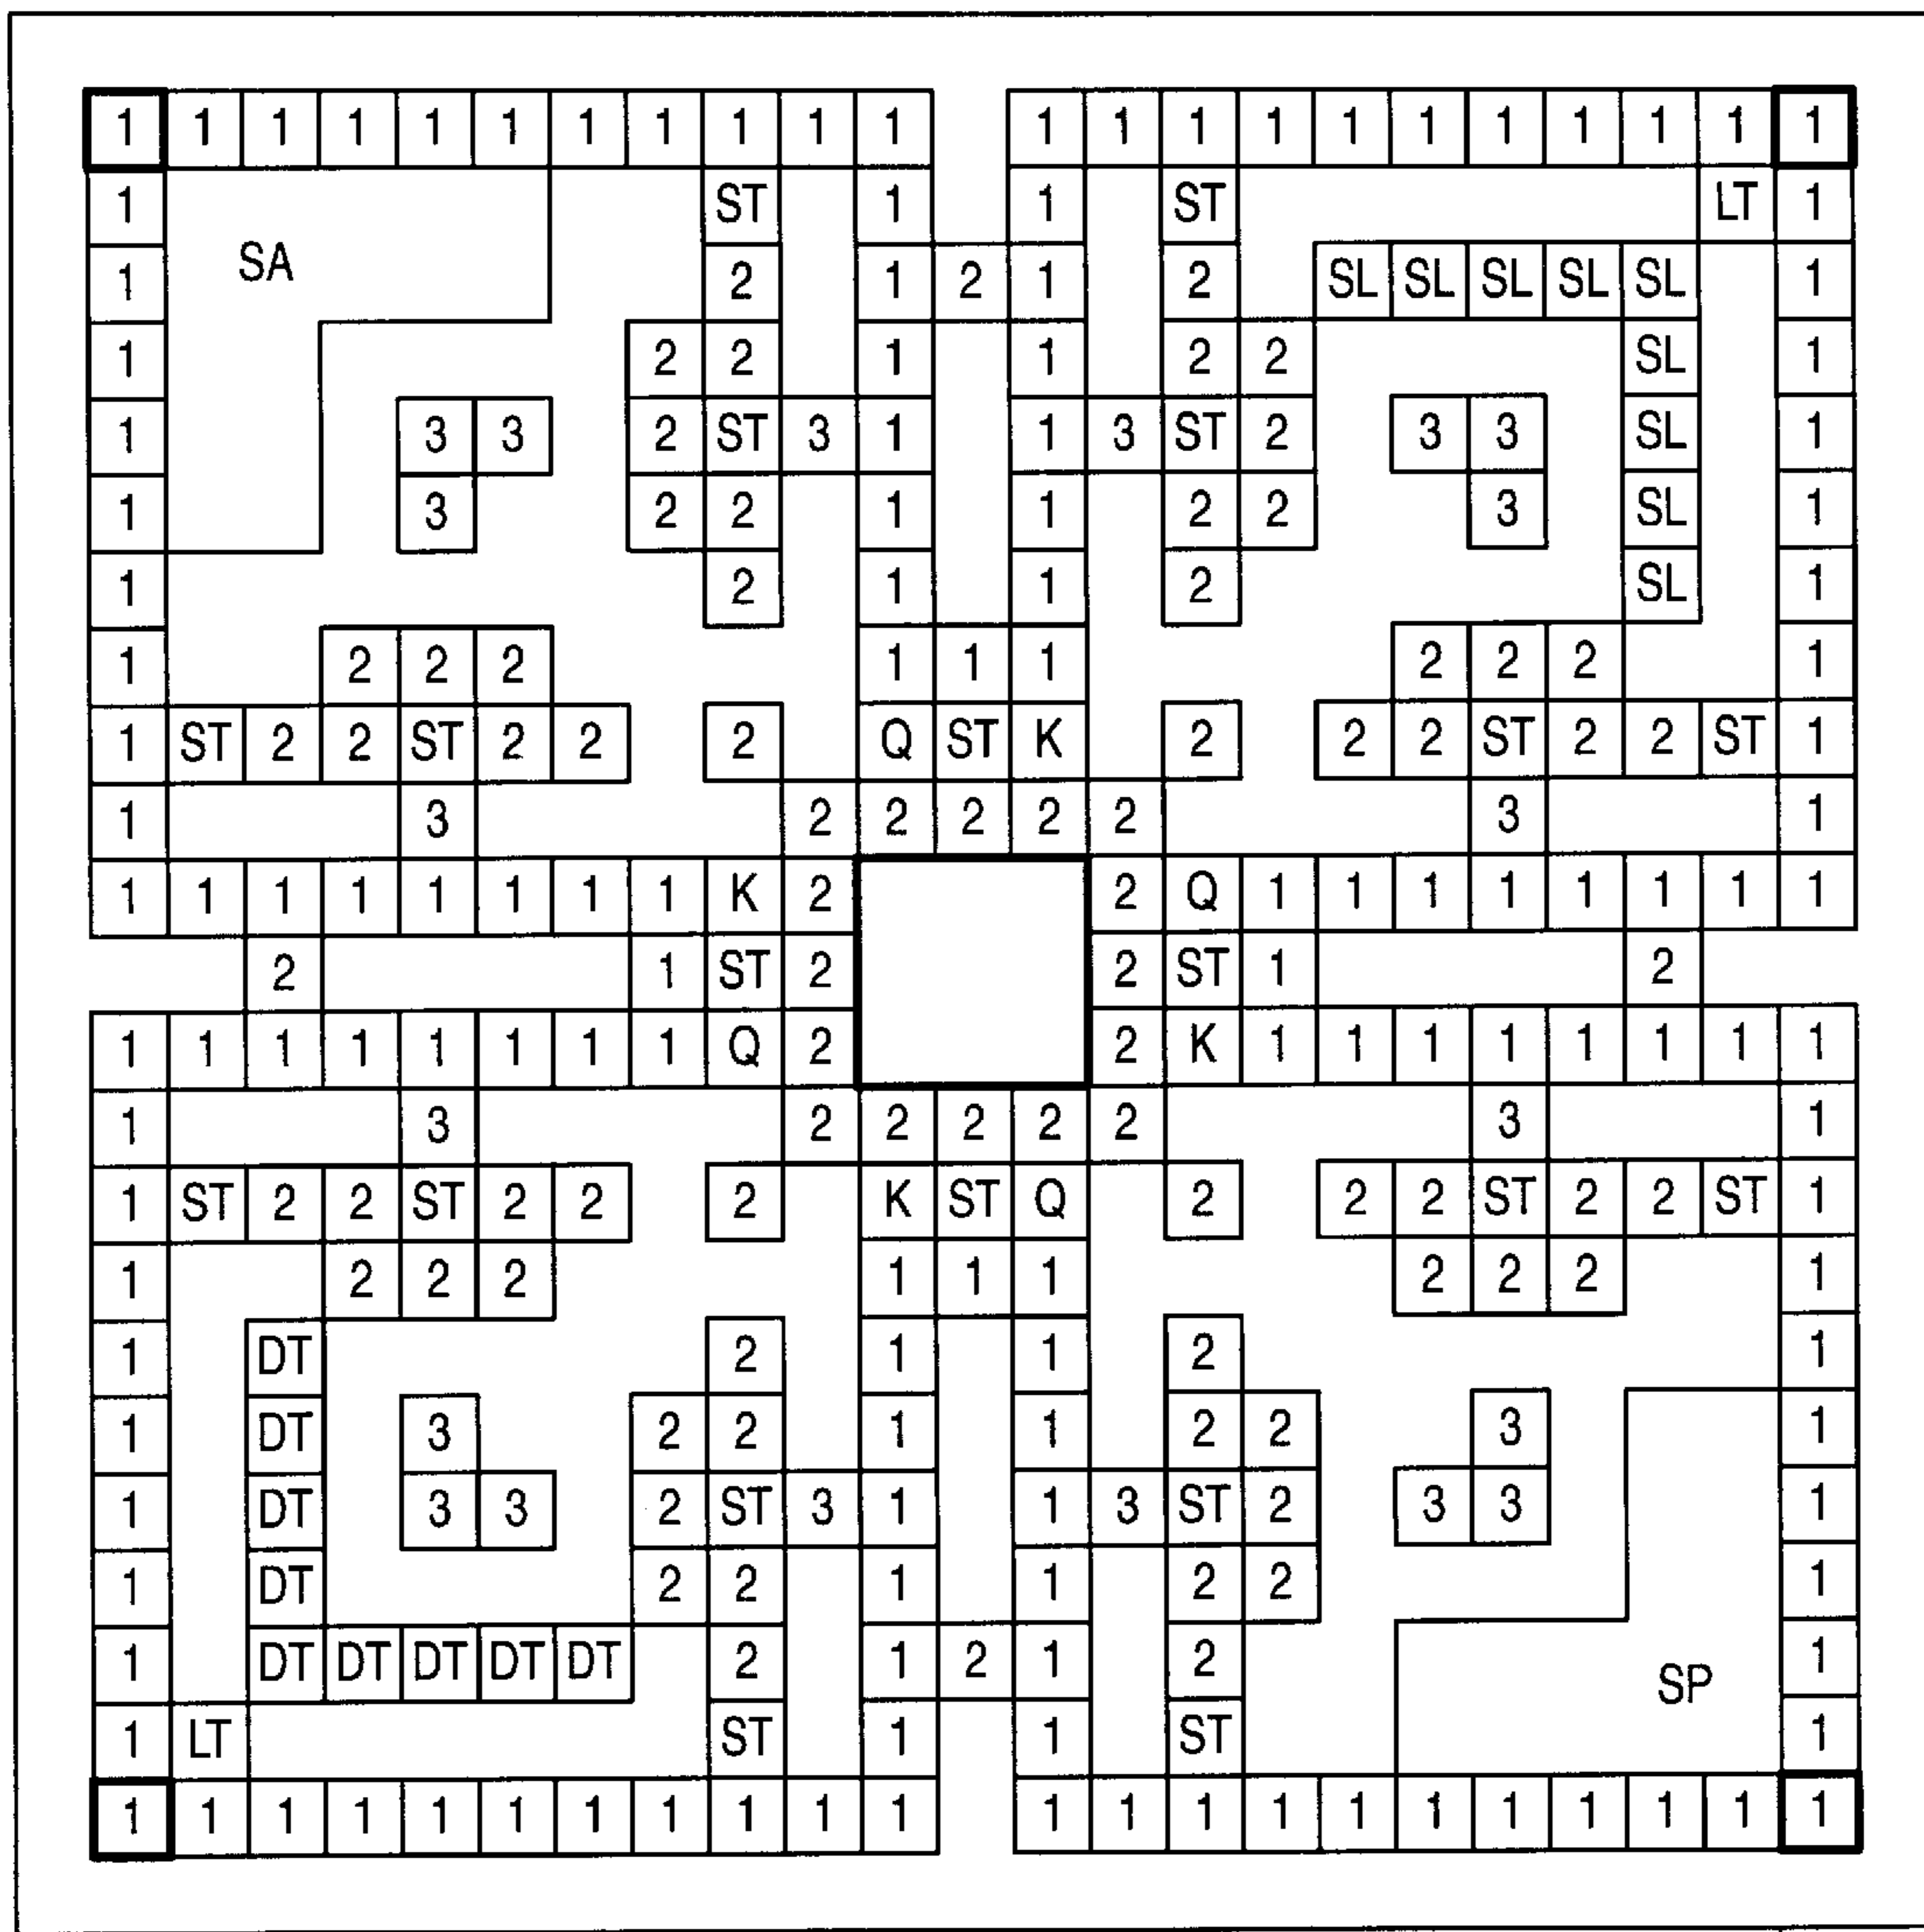 1 1 1 1 1 1 1 1 1 1 1 1 1 1 1 1 1 1 1 1 1 1
1 ST 1 1 ST LT 1
SA
1 2 1 2 1 2 SL SL SL SL SL 1
1 2 2 1 1 2 2 SL 1
1 3 3 2 ST 3 1 1 3 ST 2 3 3 SL 1
1 3 2 2 1 1 2 2 3 SL 1
1 2 1 1 2 SL 1
1 2 2 2 1 1 1 2 2 2 1
1 ST 2 2 ST 2 2 2 Q ST K 2 2 2 ST 2 2 ST 1
1 3 2 2 2 2 2 3 1
1 1 1 1 1 1 1 1 K 2 2 Q 1 1 1 1 1 1 1 1
2 1 ST 2 2 ST 1 2
1 1 1 1 1 1 1 1 Q 2 2 K 1 1 1 1 1 1 1 1
1 3 2 2 2 2 2 3 1
1 ST 2 2 ST 2 2 2 K ST Q 2 2 2 ST 2 2 ST 1
1 2 2 2 1 1 1 2 2 2 1
1 DT 2 1 1 2 1
1 DT 3 2 2 1 1 2 2 3 1
1 DT 3 3 2 ST 3 1 1 3 ST 2 3 3 1
1 DT 2 2 1 1 2 2 1
1 DT DT DT DT DT 2 1 2 1 2 1
SP
1 LT ST 1 1 ST 1
1 1 1 1 1 1 1 1 1 1 1 1 1 1 1 1 1 1 1 1 1 1